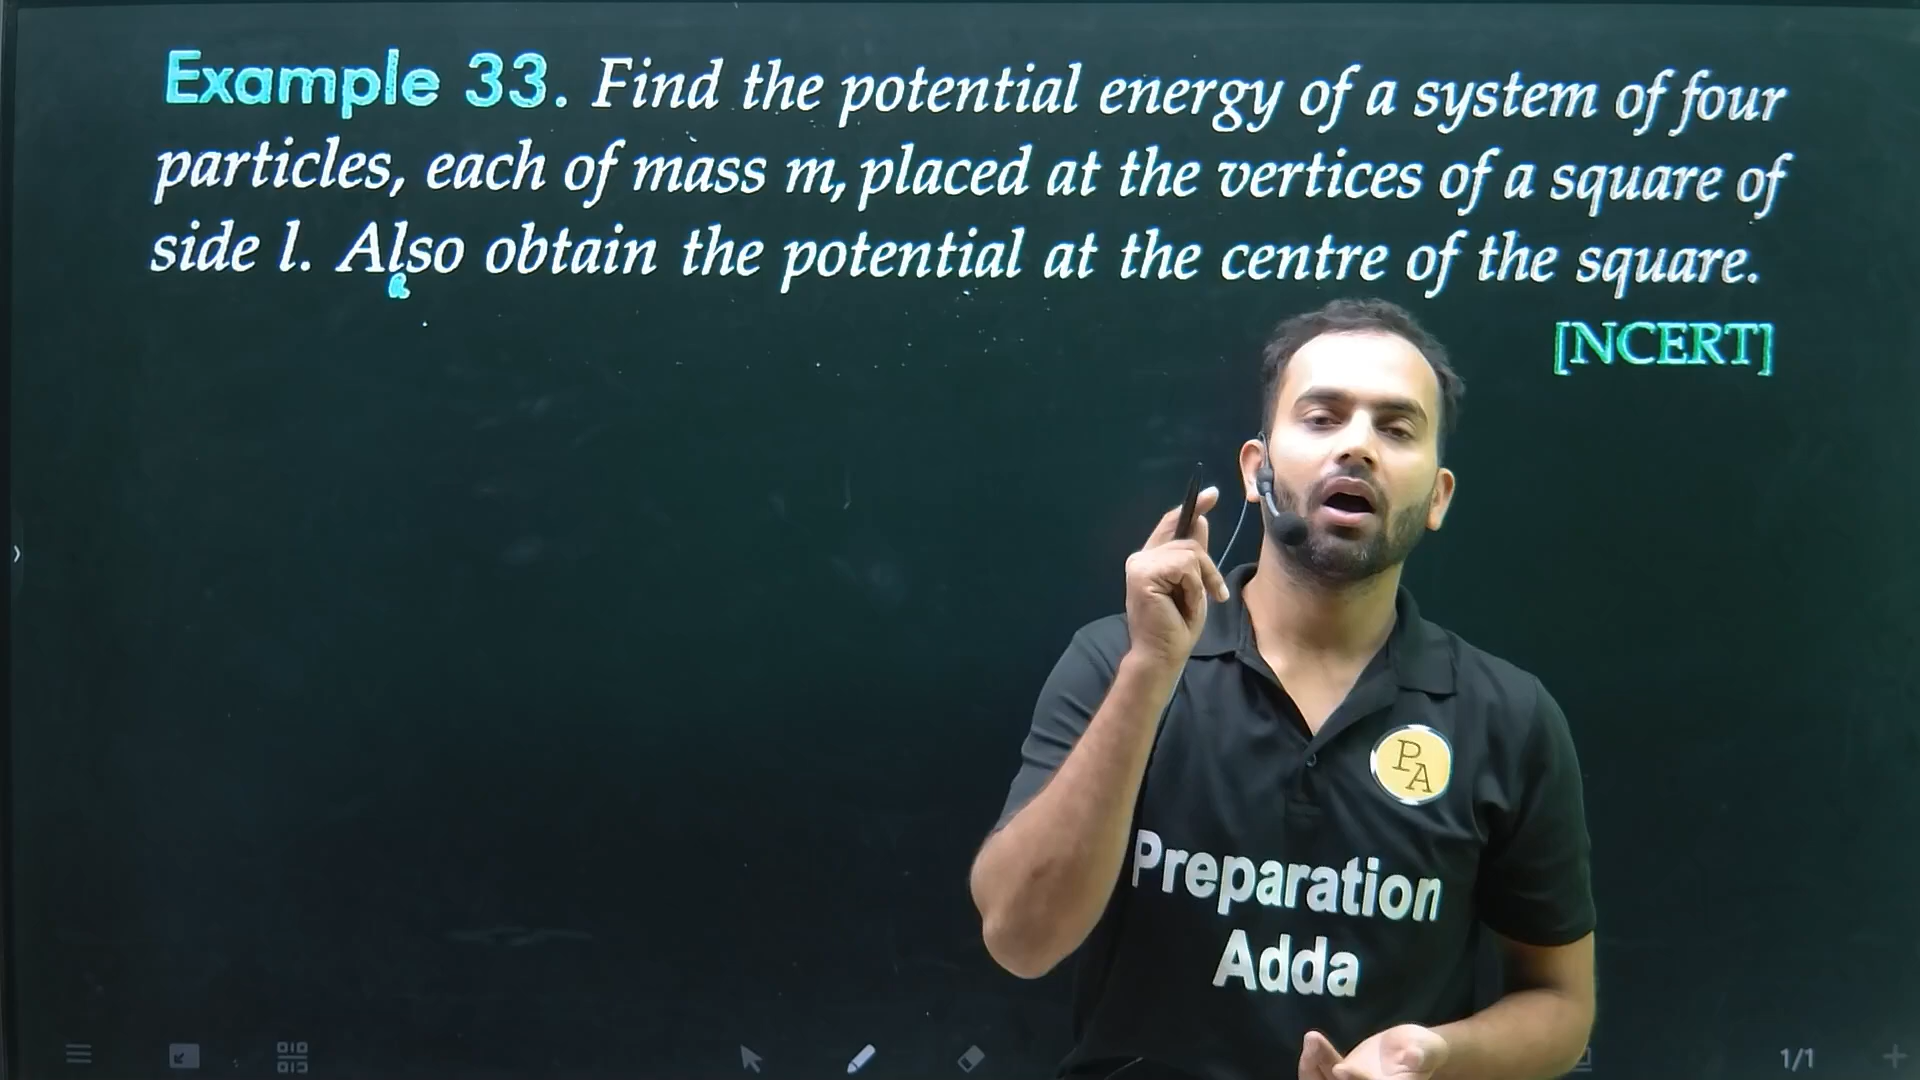 Example 33. Find the potential energy of a system of four
particles, each of mass m, placed at the vertices of a square of
side l. Also obtain the potential at the centre of the square.
[NCERT]
PA
Preparation
Adda
1/1